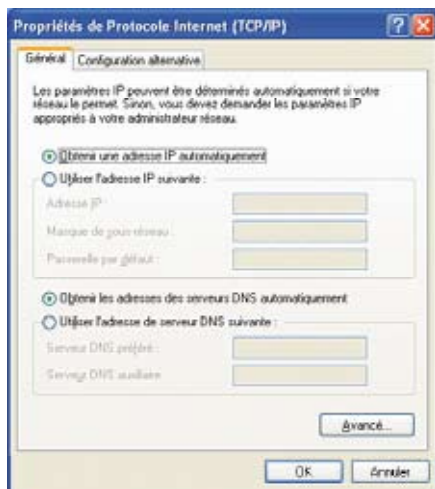 Propriétés de Protocole Internet (TCP/IP)
Général
Configuration alternative
Les paramètres IP peuvent être déterminés automatiquement si votre
réseau le permet. Sinon, vous devez demander les paramètres IP
appropriés à votre administrateur réseau.
Obtenir une adresse IP automatiquement
Utiliser l'adresse IP suivante :
Adresse IP :
Masque de sous-réseau :
Passerelle par défaut :
Obtenir les adresses des serveurs DNS automatiquement
Utiliser l'adresse de serveur DNS suivante :
Serveur DNS préféré :
Serveur DNS auxiliaire :
Avancé...
OK
Annuler